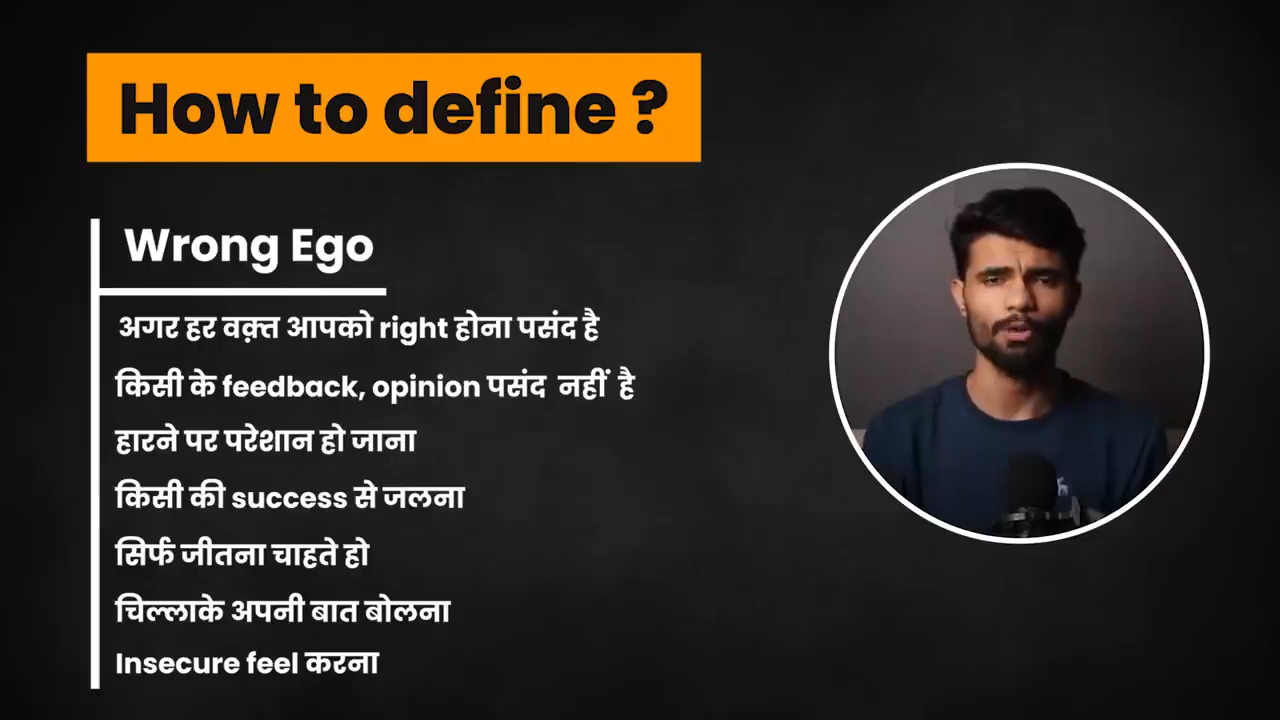 How to define ?
Wrong Ego
अगर हर वक़्त आपको right होना पसंद है
किसी के feedback, opinion पसंद नहीं है
हारने पर परेशान हो जाना
किसी की success से जलना
सिर्फ जीतना चाहते हो
चिल्लाके अपनी बात बोलना
Insecure feel करना